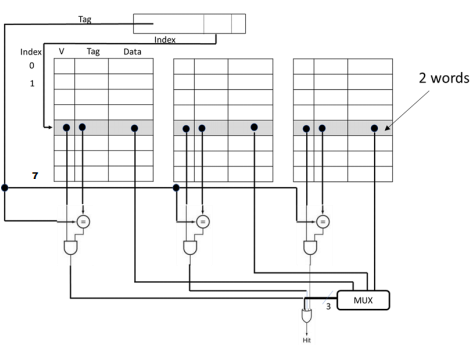 Tag
Index
Index V Tag Data
0
1
2 words
7
=
=
=
3
MUX
Hit